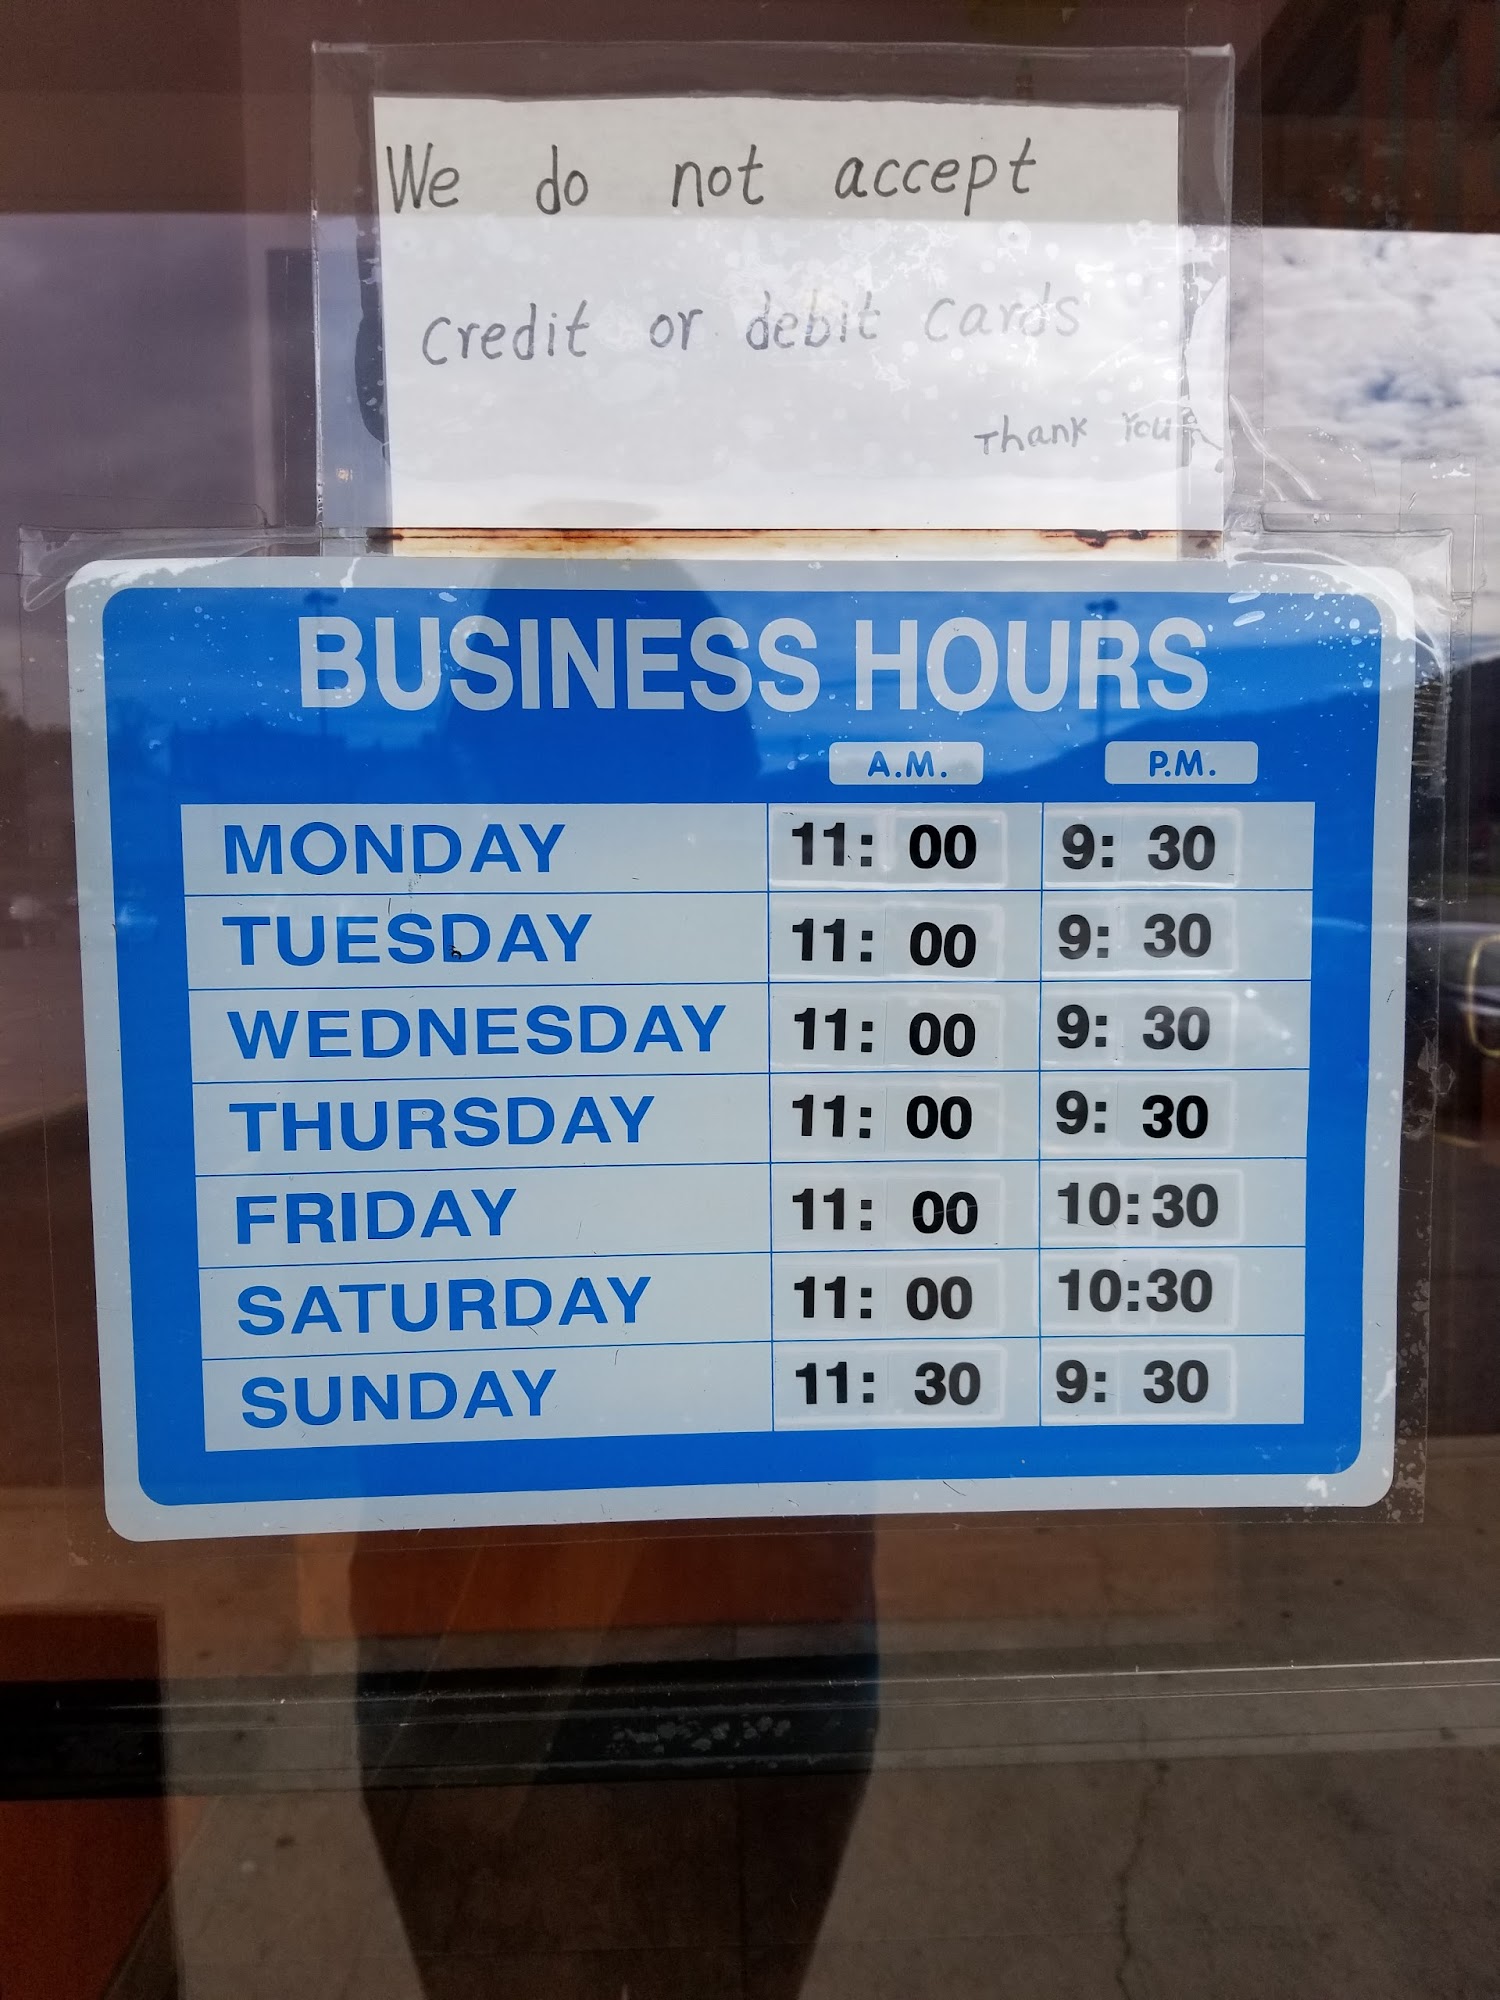 We do not accept
credit or debit cards
Thank You
BUSINESS HOURS
A.M. P.M.
MONDAY 11: 00 9: 30
TUESDAY 11: 00 9: 30
WEDNESDAY 11: 00 9: 30
THURSDAY 11: 00 9: 30
FRIDAY 11: 00 10:30
SATURDAY 11: 00 10:30
SUNDAY 11: 30 9: 30